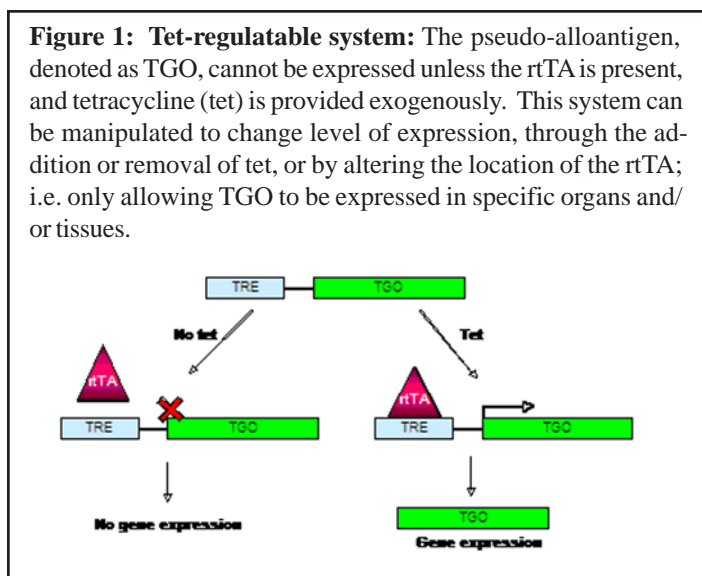 Figure 1: Tet-regulatable system: The pseudo-alloantigen,
denoted as TGO, cannot be expressed unless the rtTA is present,
and tetracycline (tet) is provided exogenously. This system can
be manipulated to change level of expression, through the ad-
dition or removal of tet, or by altering the location of the rtTA;
i.e. only allowing TGO to be expressed in specific organs and/
or tissues.
TRE TGO
No tet Tet
rtTA rtTA
TRE TGO TRE TGO
No gene expression
TGO
Gene expression